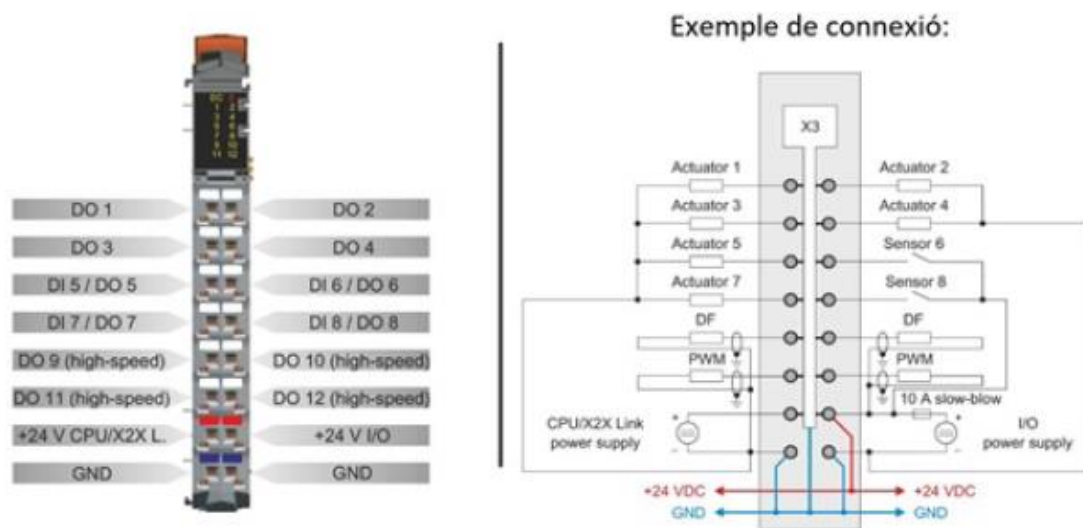 Exemple de connexió:
X3
DO 1
DO 2
DO 3
DO 4
DI 5 / DO 5
DI 6 / DO 6
DI 7 / DO 7
DI 8 / DO 8
DO 9 (high-speed)
DO 10 (high-speed)
DO 11 (high-speed)
DO 12 (high-speed)
+24 V CPU/X2X L.
+24 V I/O
GND
GND
Actuator 1
Actuator 2
Actuator 3
Actuator 4
Actuator 5
Sensor 6
Actuator 7
Sensor 8
DF
DF
PWM
PWM
10 A slow-blow
CPU/X2X Link
power supply
+
−
I/O
power supply
+
−
+24 VDC
+24 VDC
GND
GND